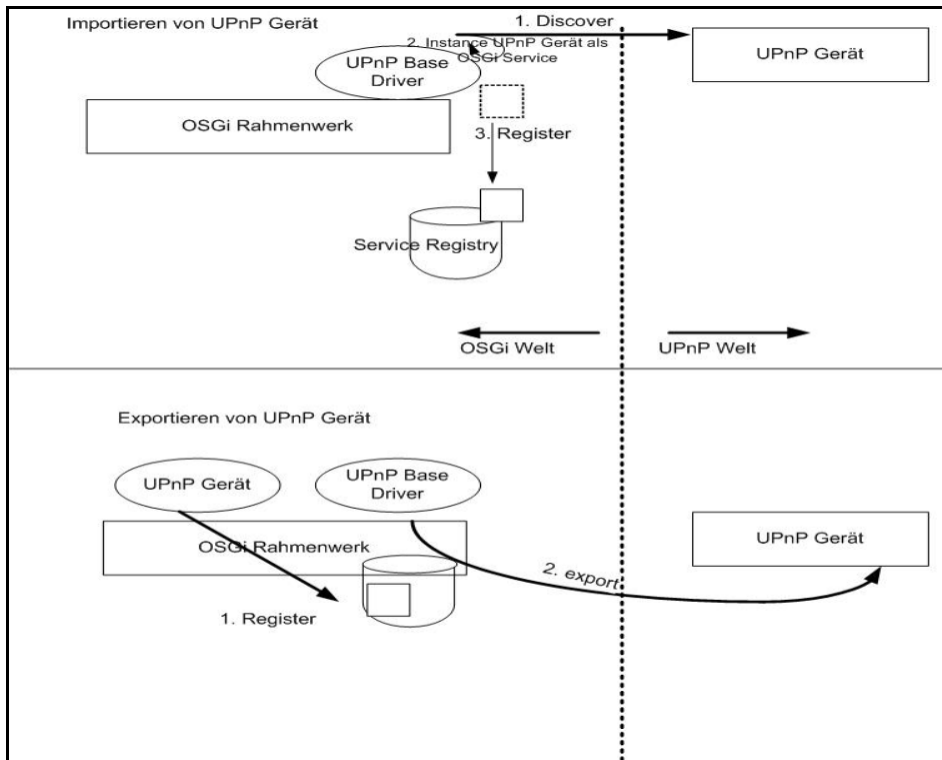 Importieren von UPnP Gerät
1. Discover
2. Instance UPnP Gerät als
OSGi Service
UPnP Base
Driver
UPnP Gerät
OSGi Rahmenwerk
3. Register
Service Registry
OSGi Welt
UPnP Welt
Exportieren von UPnP Gerät
UPnP Gerät
UPnP Base
Driver
OSGi Rahmenwerk
UPnP Gerät
2. export
1. Register